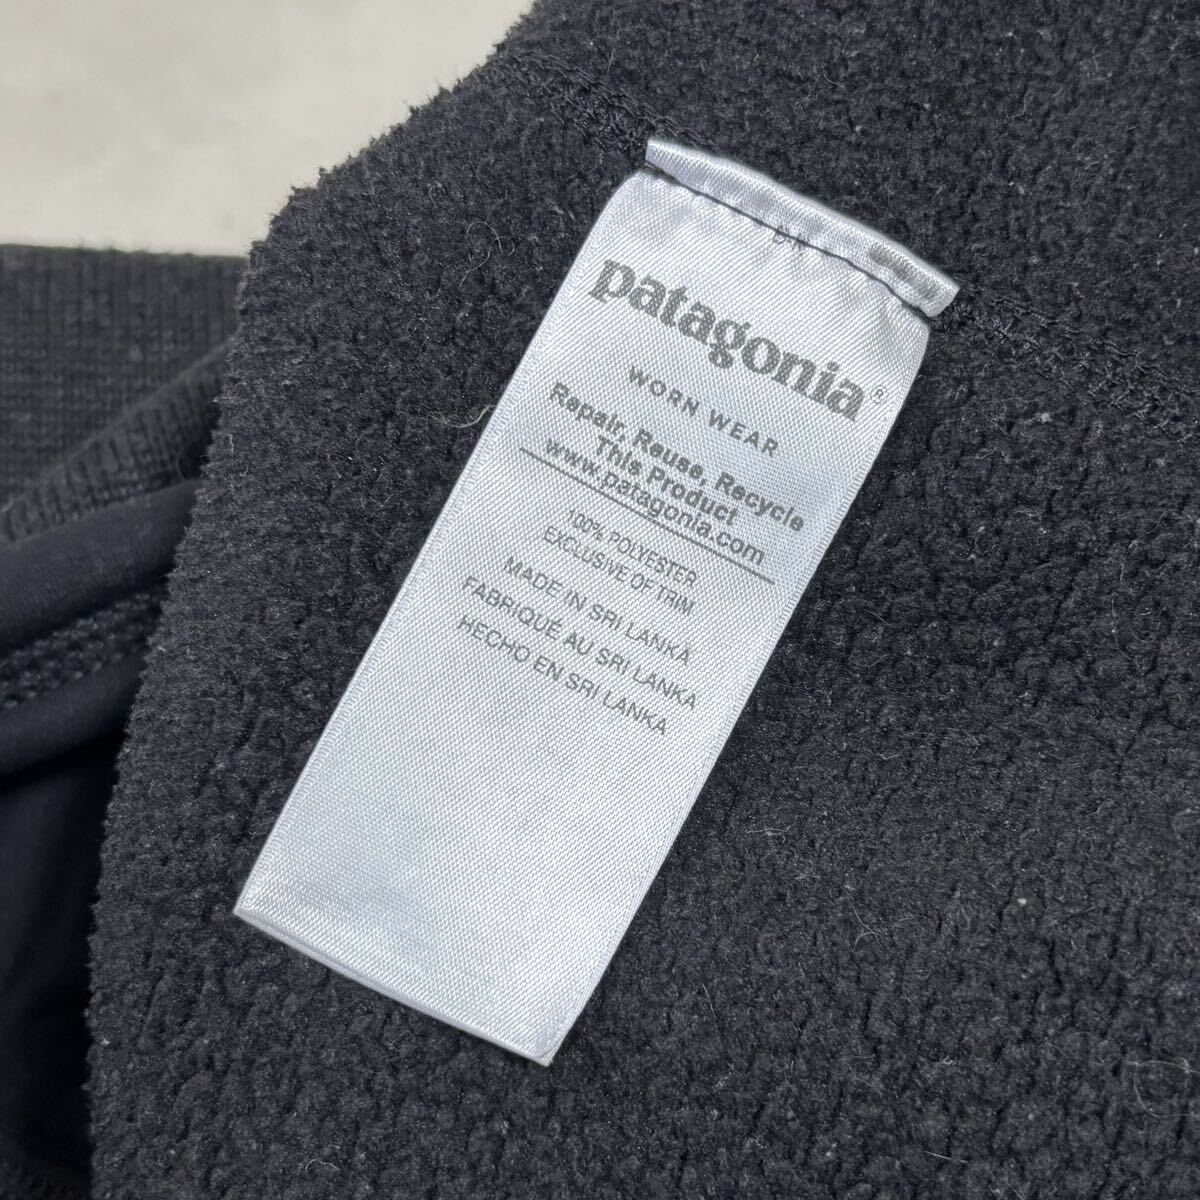 patagonia®
WORN WEAR
Repair, Reuse, Recycle
This Product
www.patagonia.com
100% POLYESTER
EXCLUSIVE OF TRIM
MADE IN SRI LANKA
FABRIQUÉ AU SRI LANKA
HECHO EN SRI LANKA